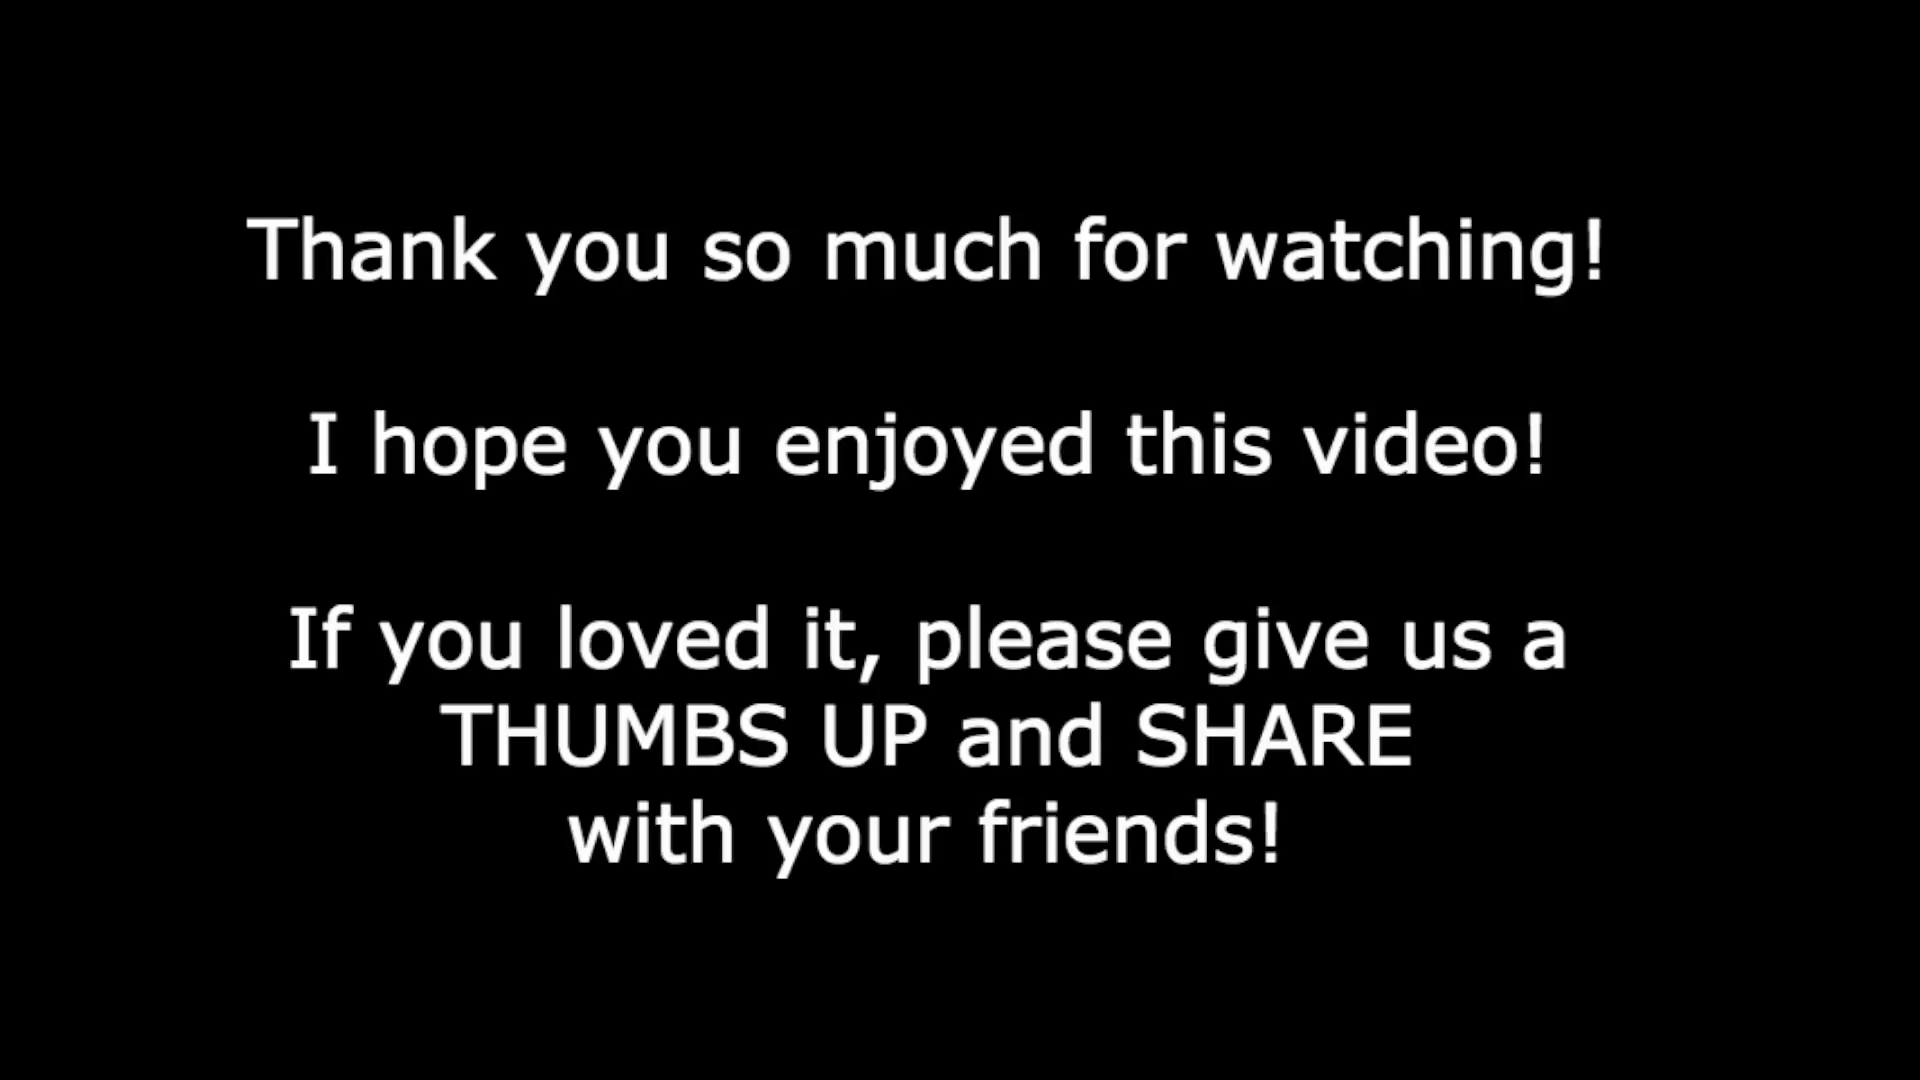 Thank you so much for watching!
I hope you enjoyed this video!
If you loved it, please give us a
THUMBS UP and SHARE
with your friends!